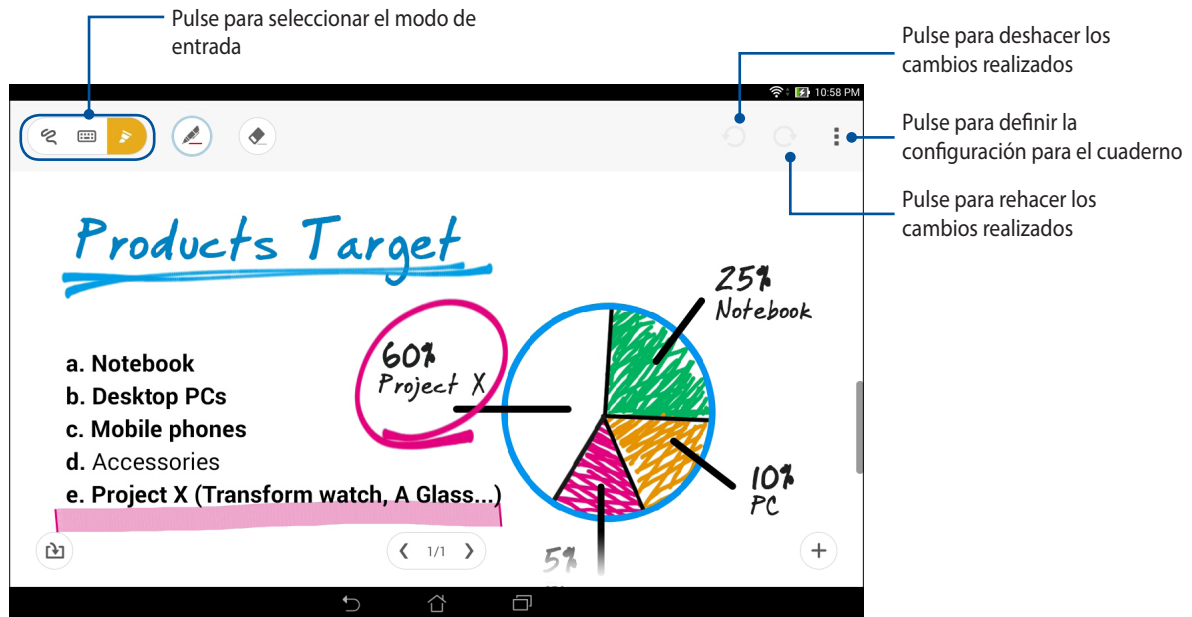 Pulse para seleccionar el modo de
entrada
Pulse para deshacer los
cambios realizados
10:58 PM
Pulse para definir la
configuración para el cuaderno
Pulse para rehacer los
cambios realizados
Products Target
25%
Notebook
60%
Project X
a. Notebook
b. Desktop PCs
c. Mobile phones
d. Accessories
e. Project X (Transform watch, A Glass...)
10%
PC
1/1
5%